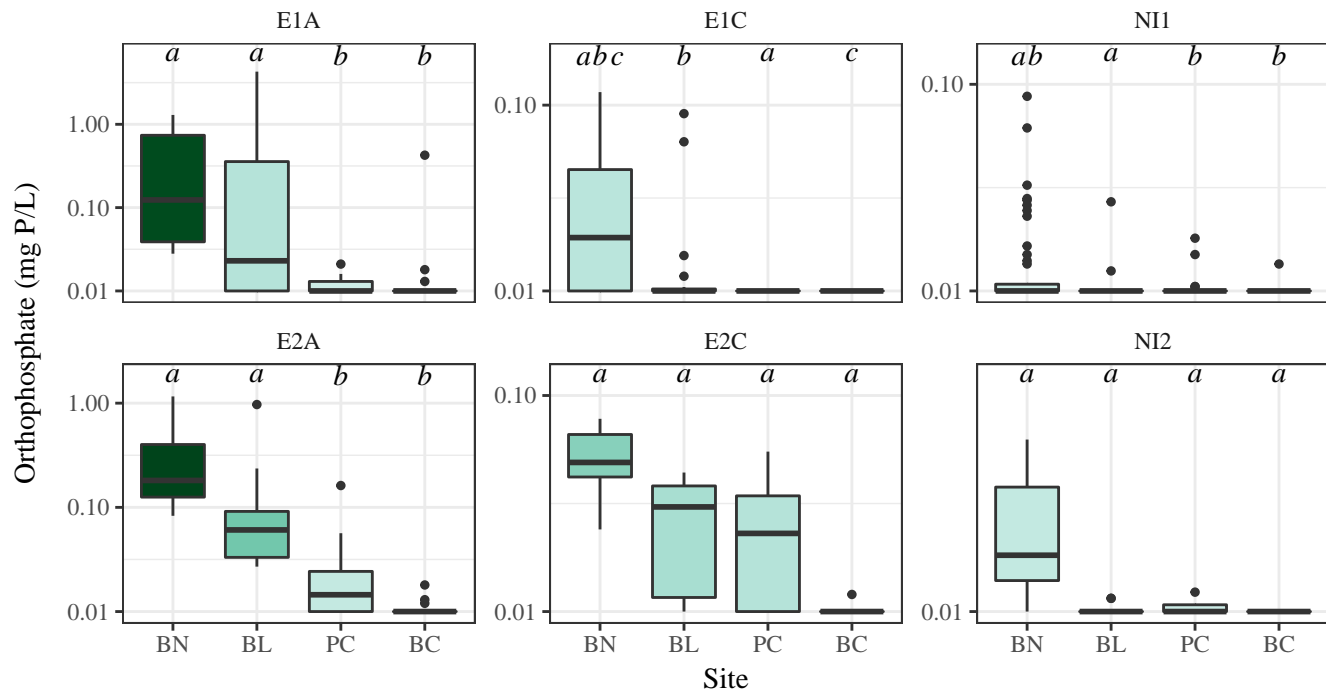 E1A E1C NI1
a a b b abc b a c ab a b b
1.00 0.10 0.10
0.10
0.01 0.01 0.01
E2A E2C NI2
a a b b a a a a a a a a
1.00 0.10
0.10
0.01 0.01 0.01
BN BL PC BC BN BL PC BC BN BL PC BC
Site
Orthophosphate (mg P/L)